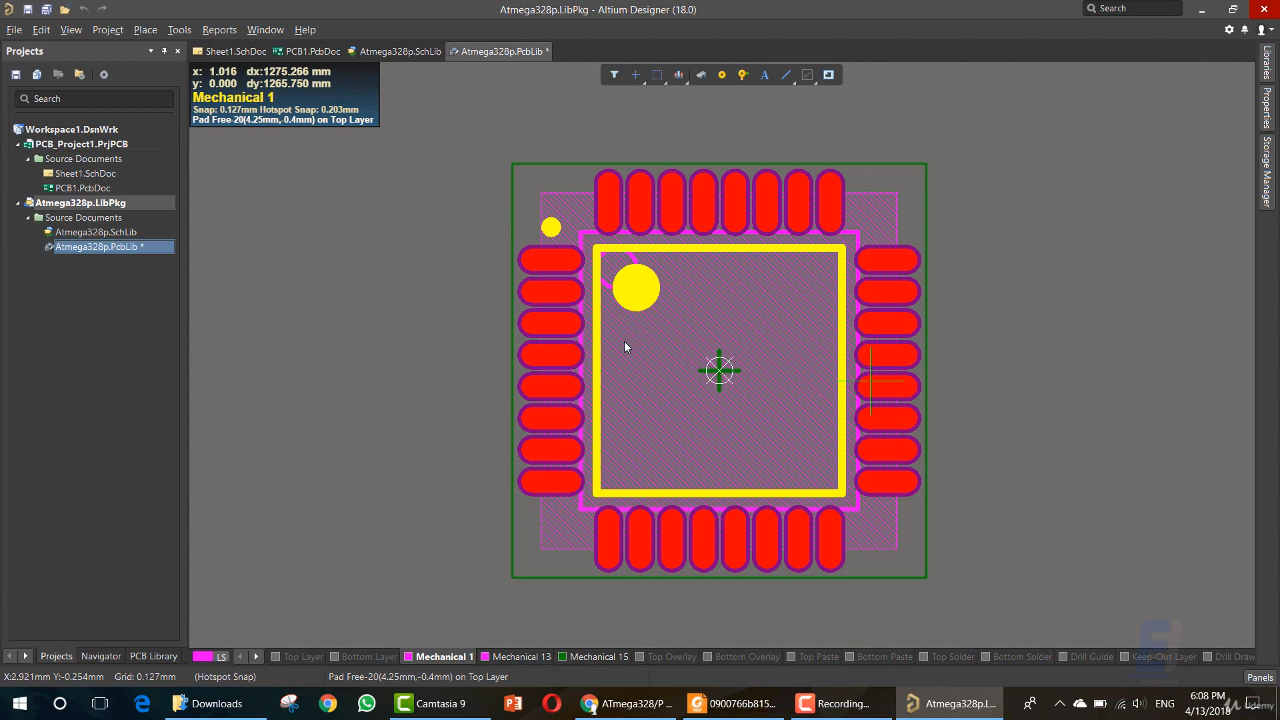 Atmega328p.LibPkg - Altium Designer (18.0)
Search
File Edit View Project Place Tools Reports Window Help
Projects
Sheet1.SchDoc PCB1.PcbDoc Atmega328p.SchLib Atmega328p.PcbLib *
x: 1.016 dx:1275.266 mm
y: 0.000 dy:1265.750 mm
Mechanical 1
Snap: 0.127mm Hotspot Snap: 0.203mm
Pad Free-20(4.25mm, 0.4mm) on Top Layer
Search
Workspace1.DsnWrk
PCB_Project1.PrjPCB
Source Documents
Sheet1.SchDoc
PCB1.PcbDoc
Atmega328p.LibPkg
Source Documents
Atmega328p.SchLib
Atmega328p.PcbLib *
Libraries
Properties
Storage Manager
Projects Navigator PCB Library
LS Top Layer Bottom Layer Mechanical 1 Mechanical 13 Mechanical 15 Top Overlay Bottom Overlay Top Paste Bottom Paste Top Solder Bottom Solder Drill Guide Keep-Out Layer Drill Draw
X:2.921mm Y:-0.254mm Grid: 0.127mm (Hotspot Snap) Pad Free-20(4.25mm,-0.4mm) on Top Layer
Panels
Downloads Camtasia 9 ATmega328/P ... 0900766b815... Recording... Atmega328p.L...
ENG
6:08 PM
4/13/2018
Udemy